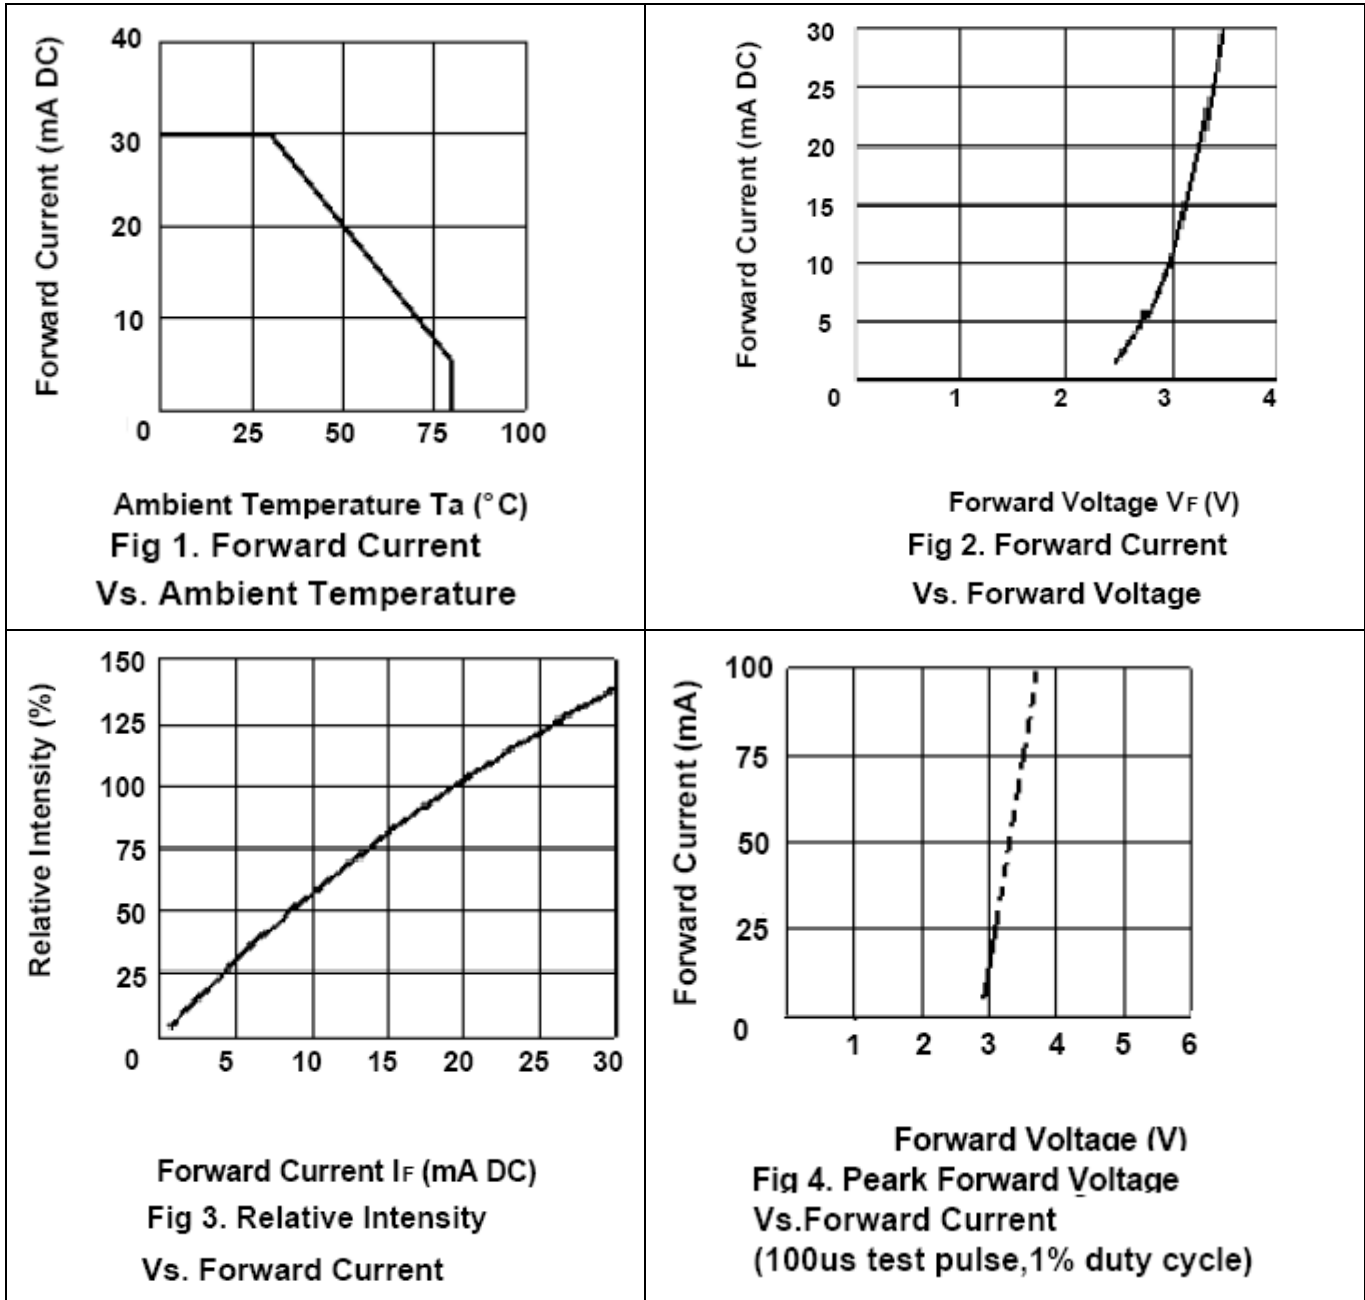 Forward Current (mA DC)
40
30
20
10
0
25 50 75 100
Ambient Temperature Ta (°C)
Fig 1. Forward Current
Vs. Ambient Temperature
Forward Current (mA DC)
30
25
20
15
10
5
0 1 2 3 4
Forward Voltage VF (V)
Fig 2. Forward Current
Vs. Forward Voltage
Relative Intensity (%)
150
125
100
75
50
25
0 5 10 15 20 25 30
Forward Current IF (mA DC)
Fig 3. Relative Intensity
Vs. Forward Current
Forward Current (mA)
100
75
50
25
0
1 2 3 4 5 6
Forward Voltage (V)
Fig 4. Peark Forward Voltage
Vs.Forward Current
(100us test pulse,1% duty cycle)